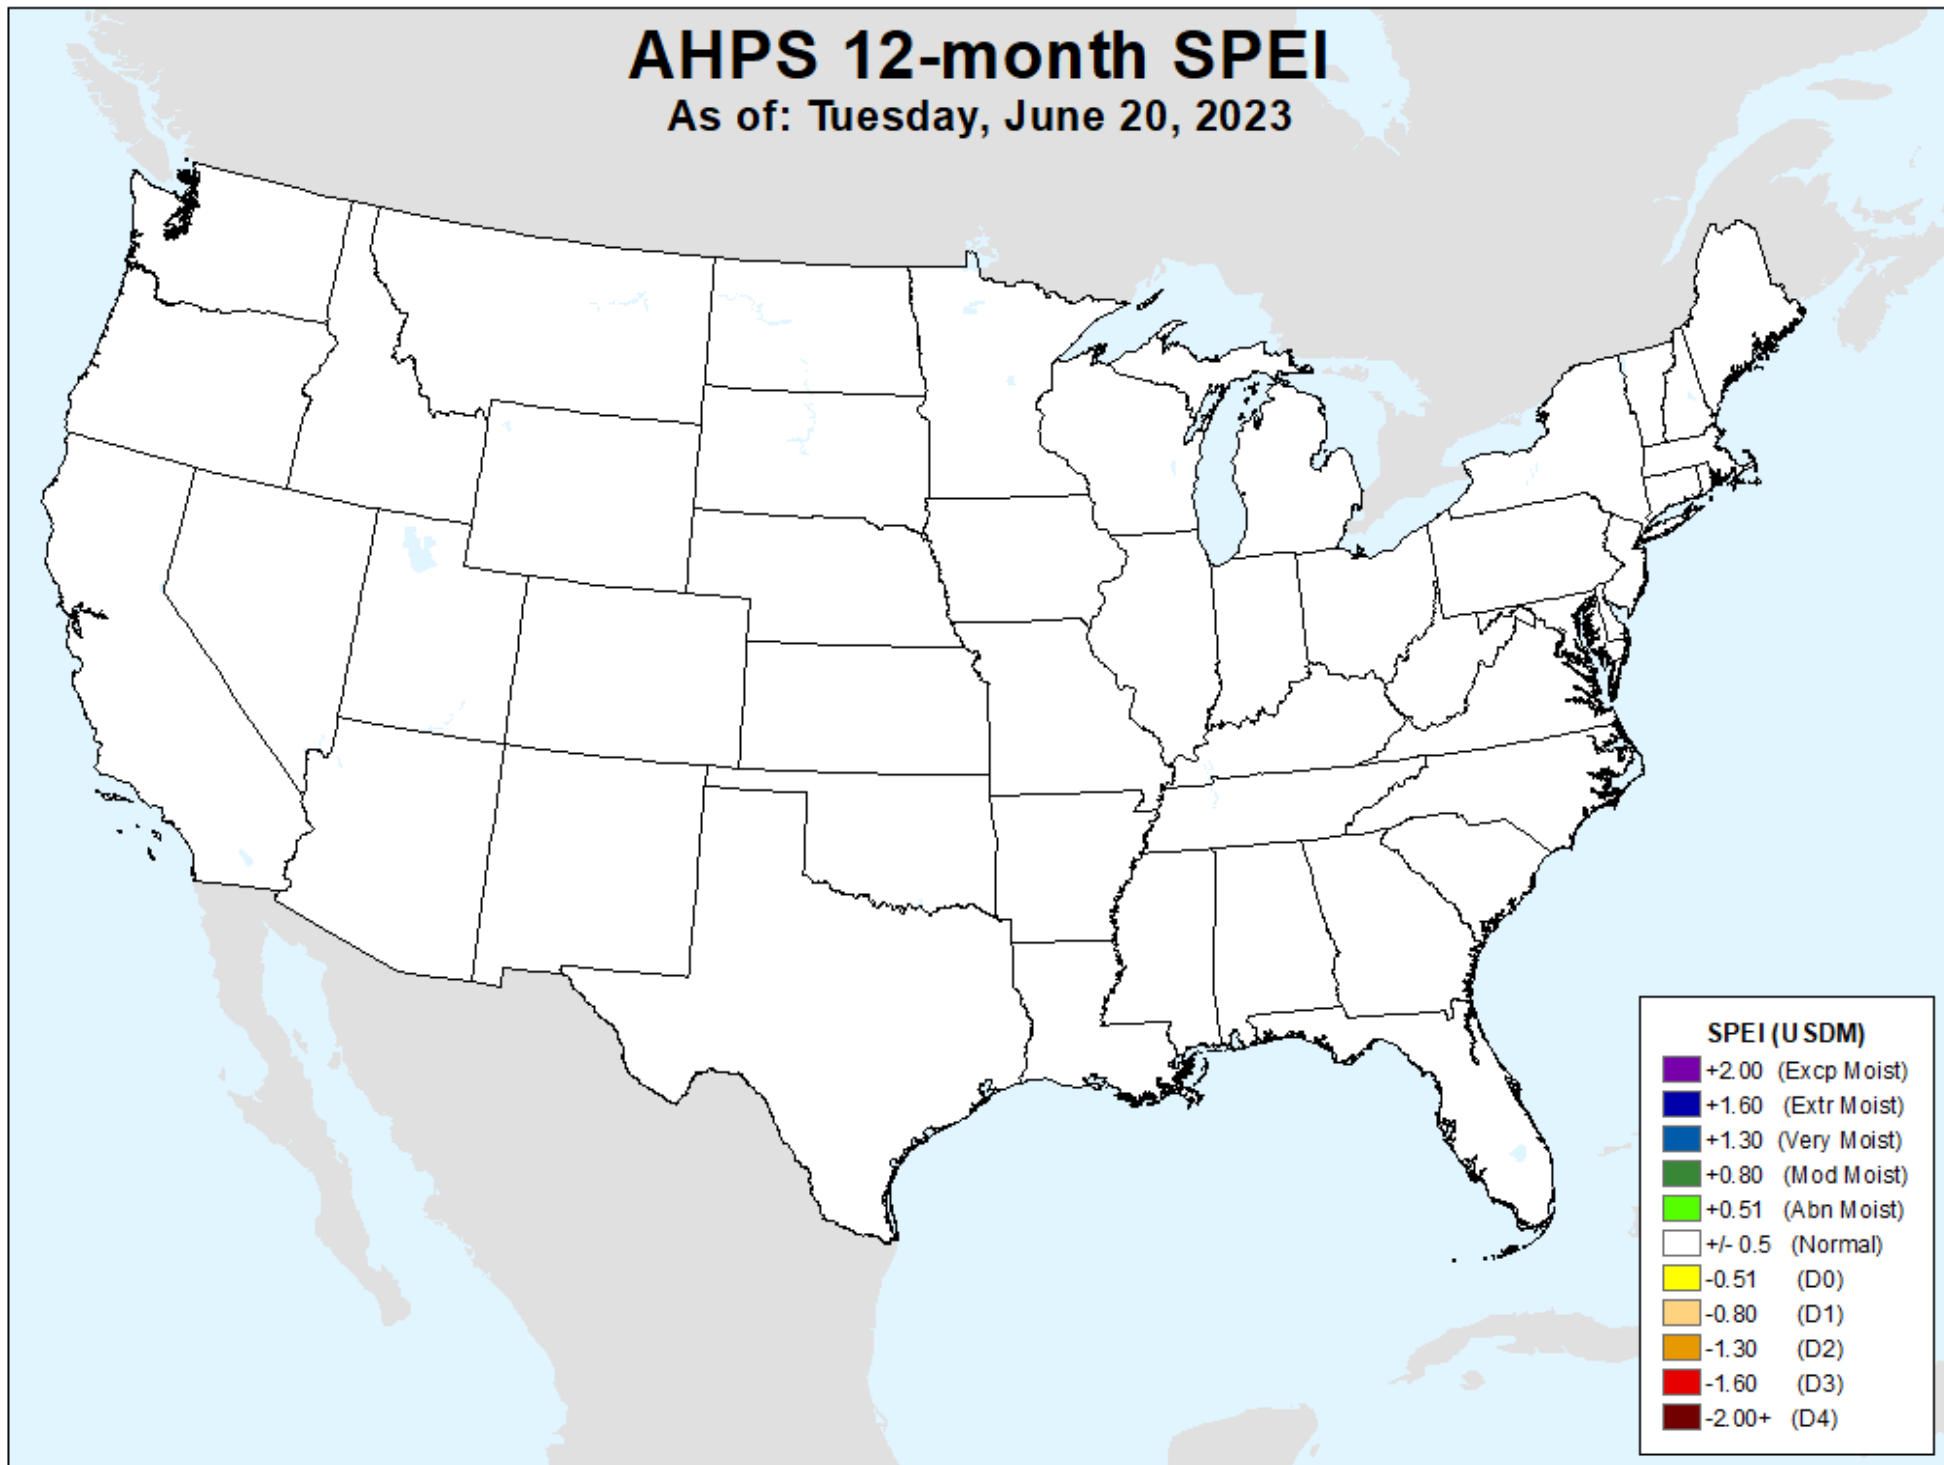 AHPS 12-month SPEI
As of: Tuesday, June 20, 2023
SPEI (USDM)
+2.00 (Excp Moist)
+1.60 (Extr Moist)
+1.30 (Very Moist)
+0.80 (Mod Moist)
+0.51 (Abn Moist)
+/- 0.5 (Normal)
-0.51 (D0)
-0.80 (D1)
-1.30 (D2)
-1.60 (D3)
-2.00+ (D4)